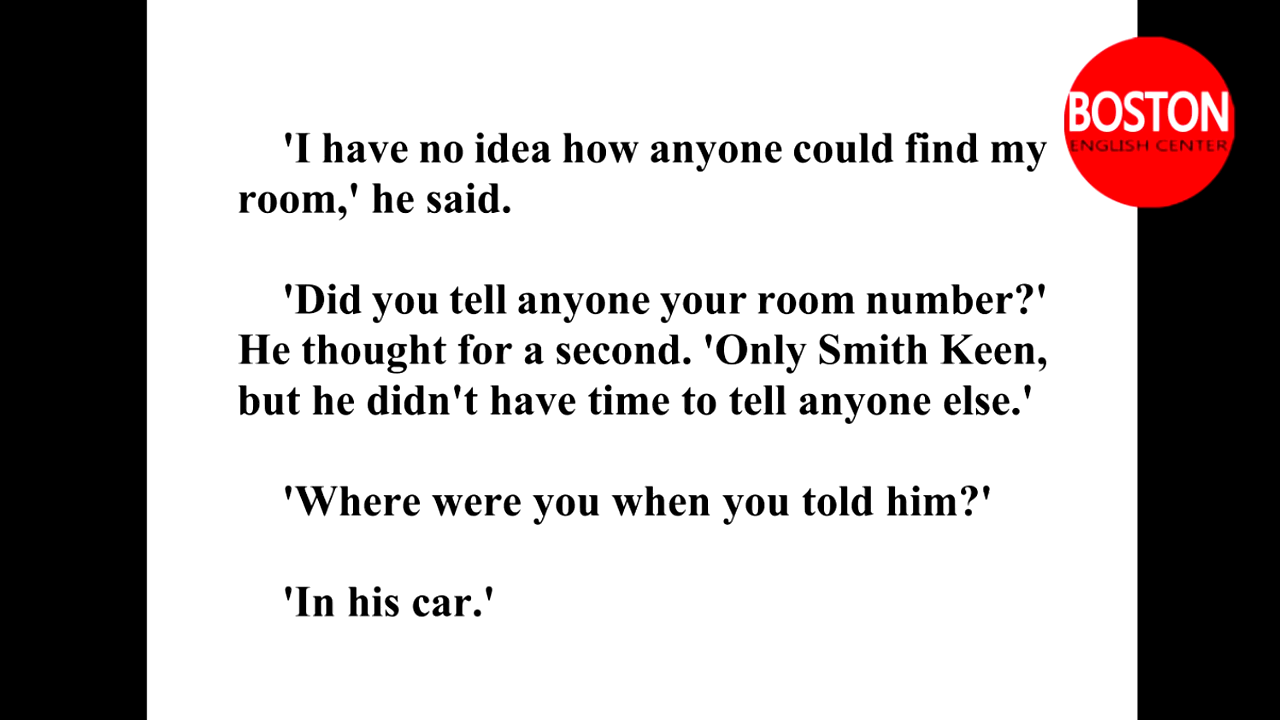 'I have no idea how anyone could find my
room,' he said.
'Did you tell anyone your room number?'
He thought for a second. 'Only Smith Keen,
but he didn't have time to tell anyone else.'
'Where were you when you told him?'
'In his car.'
BOSTON
ENGLISH CENTER